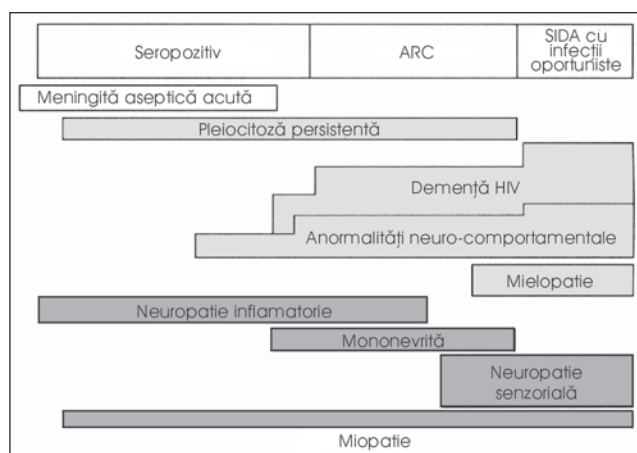 Seropozitiv
ARC
SIDA cu
infecții
oportuniste
Meningită aseptică acută
Pleiocitoză persistentă
Demență HIV
Anormalități neuro-comportamentale
Mielopatie
Neuropatie inflamatorie
Mononevrită
Neuropatie
senzorială
Miopatie